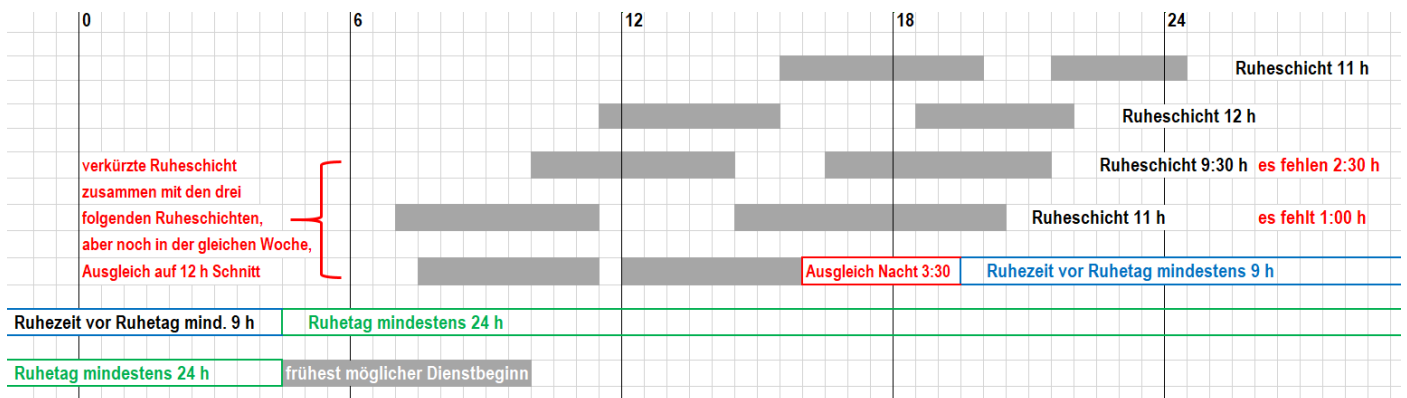 0 6 12 18 24
Ruheschicht 11 h
Ruheschicht 12 h
verkürzte Ruheschicht
zusammen mit den drei
folgenden Ruheschichten,
aber noch in der gleichen Woche,
Ausgleich auf 12 h Schnitt
Ruheschicht 9:30 h es fehlen 2:30 h
Ruheschicht 11 h es fehlt 1:00 h
Ausgleich Nacht 3:30 Ruhezeit vor Ruhetag mindestens 9 h
Ruhezeit vor Ruhetag mind. 9 h Ruhetag mindestens 24 h
Ruhetag mindestens 24 h frühest möglicher Dienstbeginn